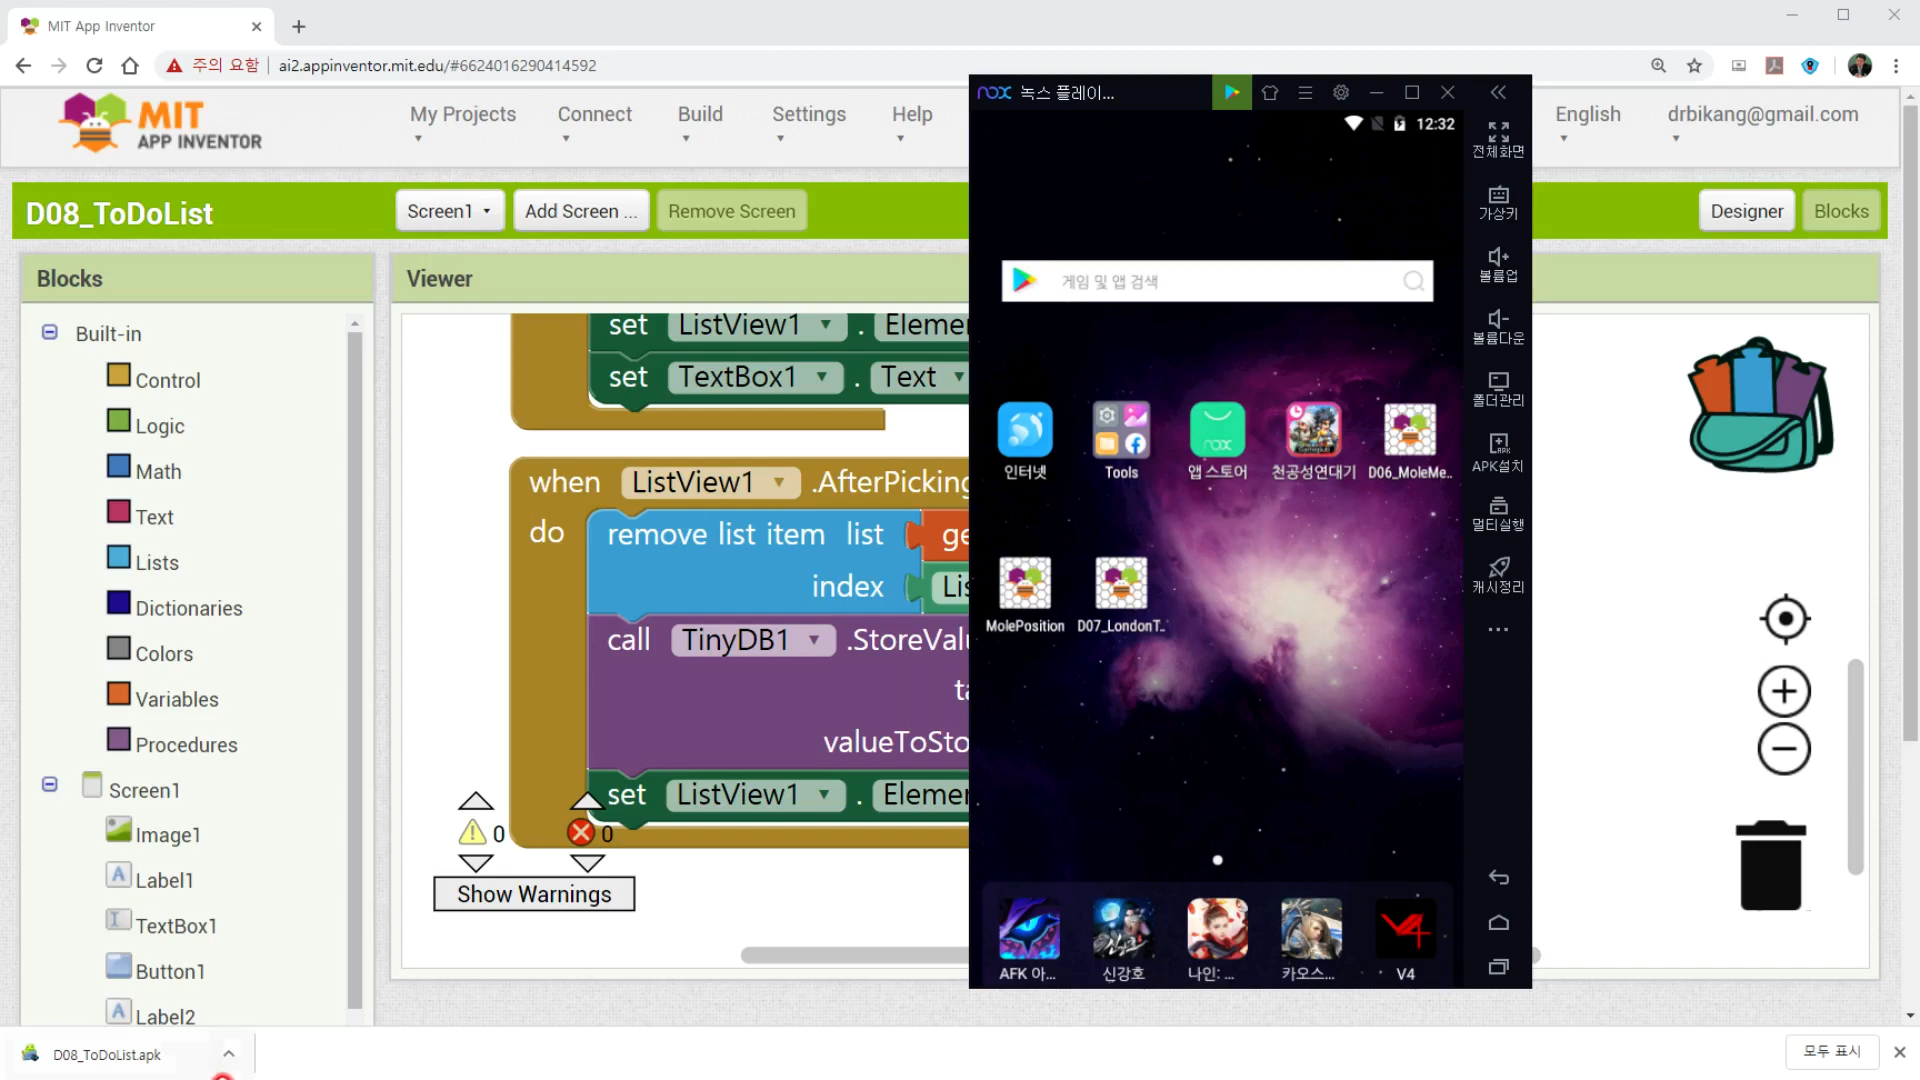 MIT App Inventor
주의 요함
ai2.appinventor.mit.edu/#6624016290414592
MIT
APP INVENTOR
My Projects
Connect
Build
Settings
Help
English
drbikang@gmail.com
D08_ToDoList
Screen1
Add Screen ...
Remove Screen
Designer
Blocks
Blocks
Viewer
Built-in
Control
Logic
Math
Text
Lists
Dictionaries
Colors
Variables
Procedures
Screen1
Image1
Label1
TextBox1
Button1
Label2
set ListView1 . Elemen
set TextBox1 . Text
when ListView1 .AfterPicking
do remove list item list ge
index Lis
call TinyDB1 .StoreValu
ta
valueToSto
set ListView1 . Elemen
0 0
Show Warnings
nox 녹스 플레이...
12:32
게임 및 앱 검색
인터넷
Tools
nox
앱 스토어
천공성연대기
D06_MoleMe..
MolePosition
D07_LondonT..
AFK 아...
신강호
나인: ...
카오스...
V4
전체화면
가상키
볼륨업
볼륨다운
폴더관리
APK설치
멀티실행
캐시정리
D08_ToDoList.apk
모두 표시